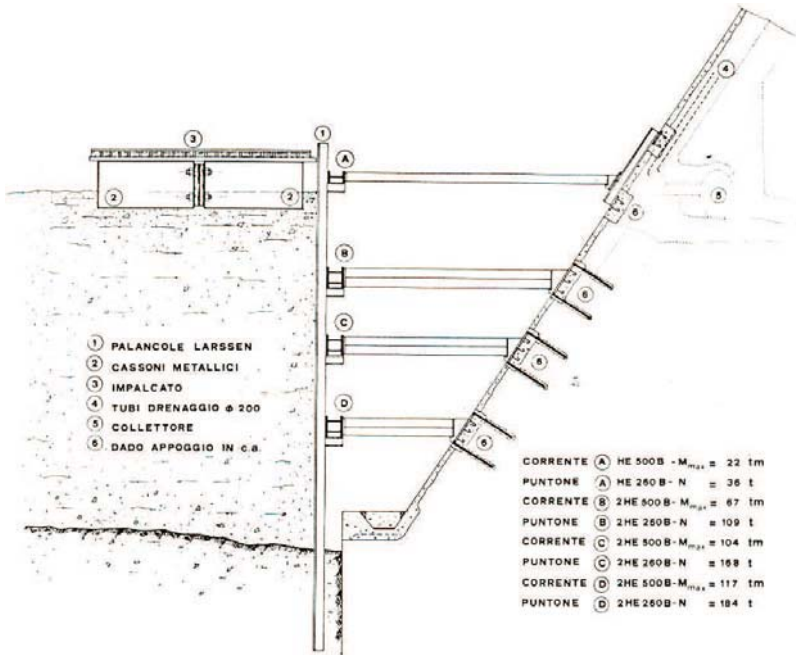 4
3
1
A
2
2
6
5
B
6
C
6
D
6
1 PALANCOLE LARSSEN
2 CASSONI METALLICI
3 IMPALCATO
4 TUBI DRENAGGIO Φ 200
5 COLLETTORE
6 DADO APPOGGIO IN C.A.
CORRENTE A HE 500B - Mmax = 22 tm
PUNTONE A HE 260B - N = 36 t
CORRENTE B 2HE 500B - Mmax = 67 tm
PUNTONE B 2HE 260B - N = 109 t
CORRENTE C 2HE 500B - Mmax = 104 tm
PUNTONE C 2HE 260B - N = 168 t
CORRENTE D 2HE 500B - Mmax = 117 tm
PUNTONE D 2HE 260B - N = 184 t